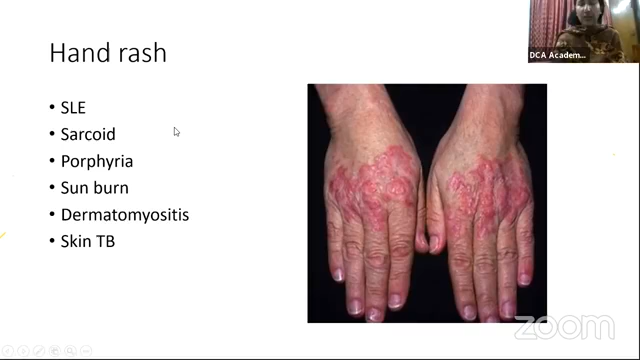 DCA Academ...
Hand rash
• SLE
• Sarcoid
• Porphyria
• Sun burn
• Dermatomyositis
• Skin TB
zoom